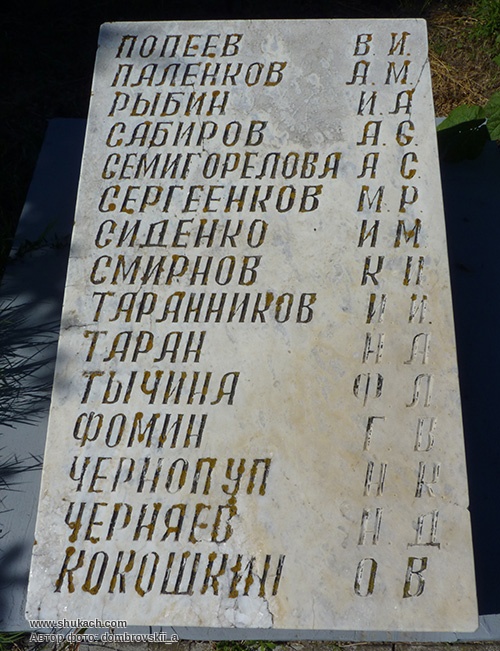 ПОПЕЕВ В. И.
ПАЛЕНКОВ А. М.
РЫБИН И. А
САБИРОВ А. С.
СЕМИГОРЕЛОВА А С.
СЕРГЕЕНКОВ М. Р.
СИДЕНКО И М.
СМИРНОВ К Н
ТАРАННИКОВ И И.
ТАРАН Н А
ТЫЧИНА Ф А
ФОМИН Г. В
ЧЕРНОПУП Н К
ЧЕРНЯЕВ Н. Д
КОКОШКИН О В
www.shukach.com
Автор фото: dombrovskii_a